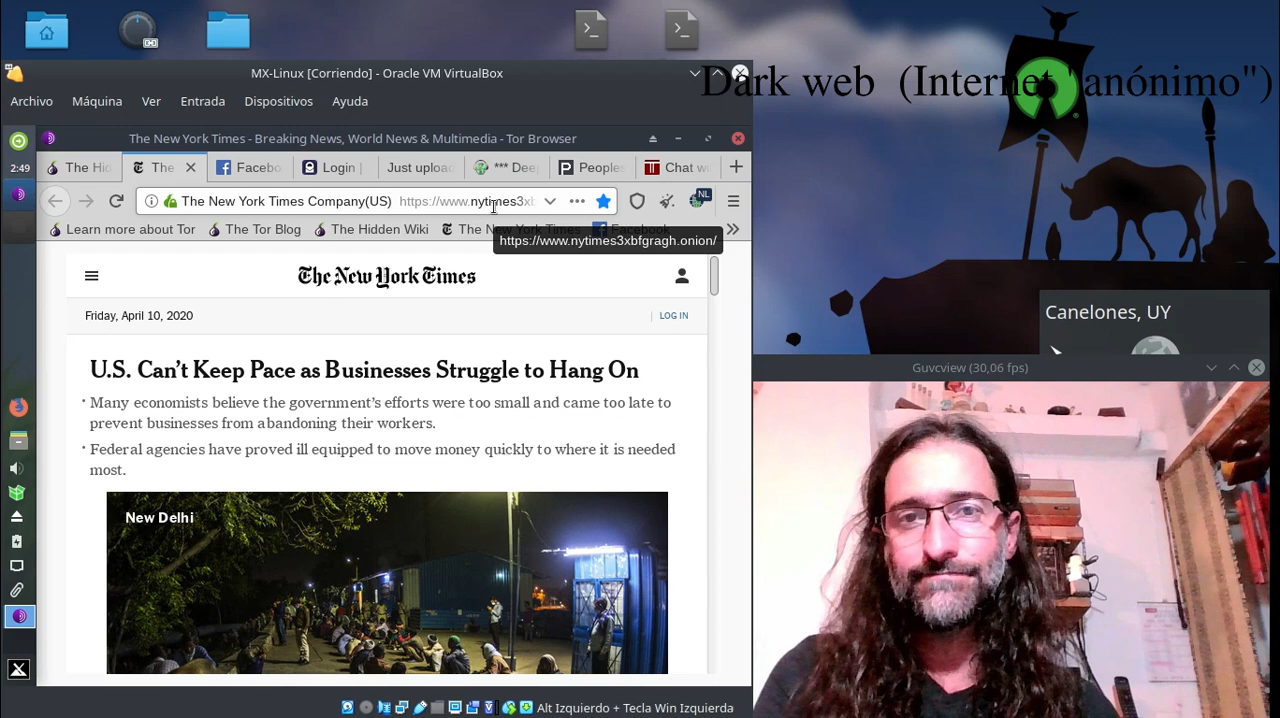 MX-Linux [Corriendo] - Oracle VM VirtualBox
Dark web (Internet "anónimo")
Archivo Máquina Ver Entrada Dispositivos Ayuda
The New York Times - Breaking News, World News & Multimedia - Tor Browser
2:49
The Hid The Facebo Login | Just upload *** Dee Peoples Chat w
The New York Times Company(US) https://www.nytimes3xb
NL
Learn more about Tor The Tor Blog The Hidden Wiki The New York Times Facebook
https://www.nytimes3xbfgragh.onion/
The New York Times
Friday, April 10, 2020 LOG IN
Canelones, UY
U.S. Can’t Keep Pace as Businesses Struggle to Hang On
Guvcview (30,06 fps)
Many economists believe the government’s efforts were too small and came too late to
prevent businesses from abandoning their workers.
Federal agencies have proved ill equipped to move money quickly to where it is needed
most.
New Delhi
Alt Izquierdo + Tecla Win Izquierda